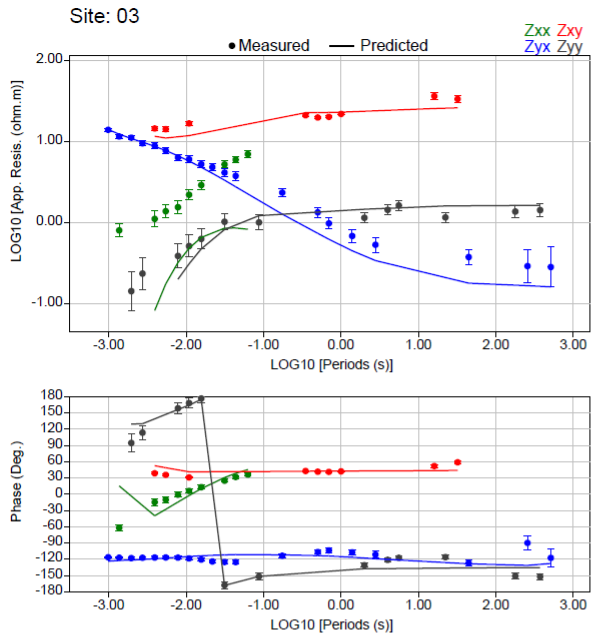 Site: 03
Zxx Zxy
Measured Predicted Zyx Zyy
2.00
1.00
0.00
-1.00
LOG10 [App. Resis. (ohm.m)]
-3.00 -2.00 -1.00 0.00 1.00 2.00 3.00
LOG10 [Periods (s)]
180
150
120
90
60
30
0
-30
-60
-90
-120
-150
-180
Phase (Deg.)
-3.00 -2.00 -1.00 0.00 1.00 2.00 3.00
LOG10 [Periods (s)]